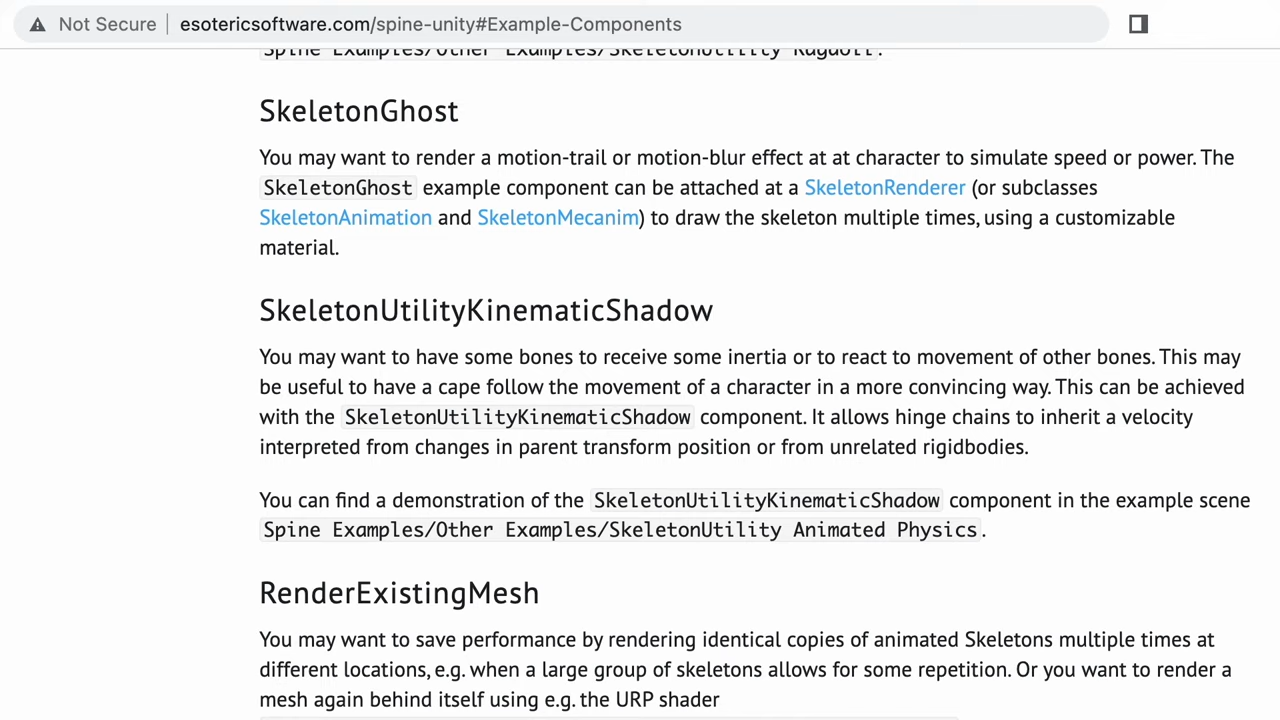 Not Secure
esotericsoftware.com/spine-unity#Example-Components
Spine Examples/Other Examples/SkeletonUtility Ragdoll.
SkeletonGhost
You may want to render a motion-trail or motion-blur effect at at character to simulate speed or power. The
SkeletonGhost example component can be attached at a SkeletonRenderer (or subclasses
SkeletonAnimation and SkeletonMecanim) to draw the skeleton multiple times, using a customizable
material.
SkeletonUtilityKinematicShadow
You may want to have some bones to receive some inertia or to react to movement of other bones. This may
be useful to have a cape follow the movement of a character in a more convincing way. This can be achieved
with the SkeletonUtilityKinematicShadow component. It allows hinge chains to inherit a velocity
interpreted from changes in parent transform position or from unrelated rigidbodies.
You can find a demonstration of the SkeletonUtilityKinematicShadow component in the example scene
Spine Examples/Other Examples/SkeletonUtility Animated Physics.
RenderExistingMesh
You may want to save performance by rendering identical copies of animated Skeletons multiple times at
different locations, e.g. when a large group of skeletons allows for some repetition. Or you want to render a
mesh again behind itself using e.g. the URP shader